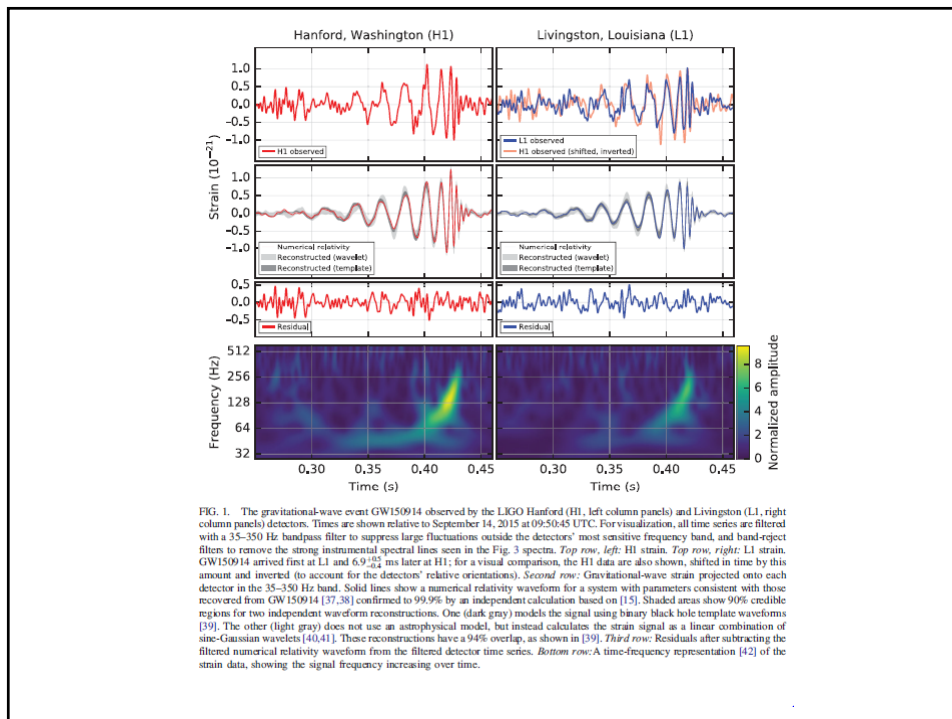 Hanford, Washington (H1)
Livingston, Louisiana (L1)
1.0
0.5
0.0
-0.5
-1.0
H1 observed
L1 observed
H1 observed (shifted, inverted)
Strain (10⁻²¹)
1.0
0.5
0.0
-0.5
-1.0
Numerical relativity
Reconstructed (wavelet)
Reconstructed (template)
Numerical relativity
Reconstructed (wavelet)
Reconstructed (template)
0.5
0.0
-0.5
Residual
Residual
Frequency (Hz)
512
256
128
64
32
8
6
4
2
0
Normalized amplitude
0.30
0.35
0.40
0.45
0.30
0.35
0.40
0.45
Time (s)
Time (s)
FIG. 1. The gravitational-wave event GW150914 observed by the LIGO Hanford (H1, left column panels) and Livingston (L1, right
column panels) detectors. Times are shown relative to September 14, 2015 at 09:50:45 UTC. For visualization, all time series are filtered
with a 35–350 Hz bandpass filter to suppress large fluctuations outside the detectors' most sensitive frequency band, and band-reject
filters to remove the strong instrumental spectral lines seen in the Fig. 3 spectra. Top row, left: H1 strain. Top row, right: L1 strain.
GW150914 arrived first at L1 and 6.9 +0.5 −0.4 ms later at H1; for a visual comparison, the H1 data are also shown, shifted in time by this
amount and inverted (to account for the detectors' relative orientations). Second row: Gravitational-wave strain projected onto each
detector in the 35–350 Hz band. Solid lines show a numerical relativity waveform for a system with parameters consistent with those
recovered from GW150914 [37,38] confirmed to 99.9% by an independent calculation based on [15]. Shaded areas show 90% credible
regions for two independent waveform reconstructions. One (dark gray) models the signal using binary black hole template waveforms
[39]. The other (light gray) does not use an astrophysical model, but instead calculates the strain signal as a linear combination of
sine-Gaussian wavelets [40,41]. These reconstructions have a 94% overlap, as shown in [39]. Third row: Residuals after subtracting the
filtered numerical relativity waveform from the filtered detector time series. Bottom row:A time-frequency representation [42] of the
strain data, showing the signal frequency increasing over time.